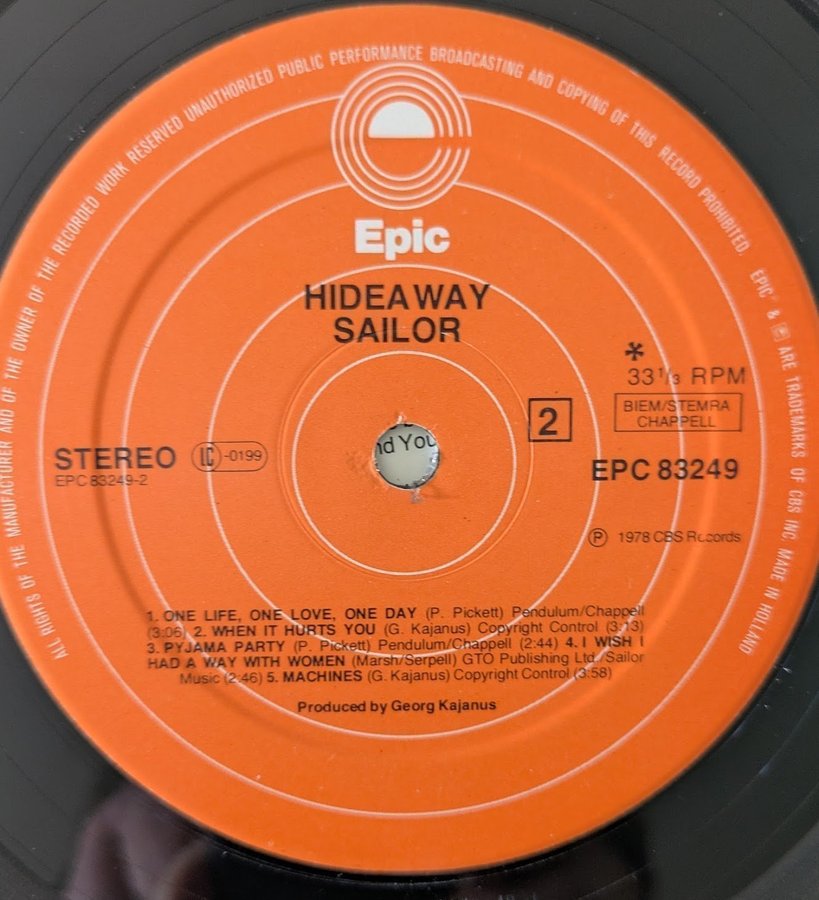 ALL RIGHTS OF THE MANUFACTURER AND OF THE OWNER OF THE RECORDED WORK RESERVED UNAUTHORIZED PUBLIC PERFORMANCE BROADCASTING AND COPYING OF THIS RECORD PROHIBITED. EPIC" & ARE TRADEMARKS OF CBS INC MADE IN HOLLAND
Epic
HIDEAWAY
SAILOR
*
33⅓ RPM
BIEM/STEMRA
CHAPPELL
2
nd You
STEREO
LC -0199
EPC 83249
EPC 83249-2
℗ 1978 CBS Records
1. ONE LIFE, ONE LOVE, ONE DAY (P. Pickett) Pendulum/Chappell
(3:06) 2. WHEN IT HURTS YOU (G. Kajanus) Copyright Control (3:13)
3. PYJAMA PARTY (P. Pickett) Pendulum/Chappell (2:44) 4. I WISH I
HAD A WAY WITH WOMEN (Marsh/Serpell) GTO Publishing Ltd./Sailor
Music (2:46) 5. MACHINES (G. Kajanus) Copyright Control (3:58)
Produced by Georg Kajanus